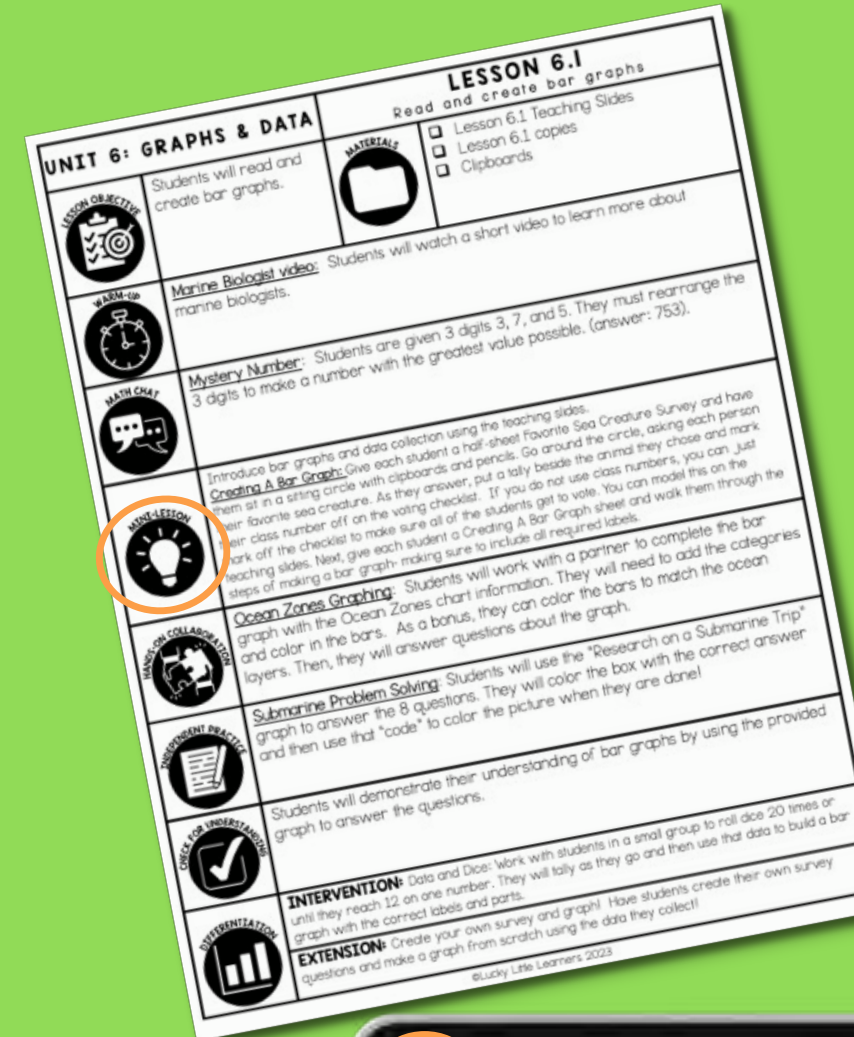 UNIT 6: GRAPHS & DATA
LESSON 6.1
Read and create bar graphs
LESSON OBJECTIVE
Students will read and
create bar graphs.
MATERIALS
Lesson 6.1 Teaching Slides
Lesson 6.1 copies
Clipboards
WARM-UP
Marine Biologist video: Students will watch a short video to learn more about
marine biologists.
MATH CHAT
Mystery Number: Students are given 3 digits 3, 7, and 5. They must rearrange the
3 digits to make a number with the greatest value possible. (answer: 753).
MINI-LESSON
Introduce bar graphs and data collection using the teaching slides.
Creating A Bar Graph: Give each student a half-sheet Favorite Sea Creature Survey and have
them sit in a sitting circle with clipboards and pencils. Go around the circle, asking each person
their favorite sea creature. As they answer, put a tally beside the animal they chose and mark
their class number off on the voting checklist. If you do not use class numbers, you can just
mark off the checklist to make sure all of the students get to vote. You can model this on the
teaching slides. Next, give each student a Creating A Bar Graph sheet and walk them through the
steps of making a bar graph- making sure to include all required labels.
HANDS-ON COLLABORATION
Ocean Zones Graphing: Students will work with a partner to complete the bar
graph with the Ocean Zones chart information. They will need to add the categories
and color in the bars. As a bonus, they can color the bars to match the ocean
layers. Then, they will answer questions about the graph.
INDEPENDENT PRACTICE
Submarine Problem Solving: Students will use the "Research on a Submarine Trip"
graph to answer the 8 questions. They will color the box with the correct answer
and then use that "code" to color the picture when they are done!
CHECK FOR UNDERSTANDING
Students will demonstrate their understanding of bar graphs by using the provided
graph to answer the questions.
DIFFERENTIATION
INTERVENTION: Data and Dice: Work with students in a small group to roll dice 20 times or
until they reach 12 on one number. They will tally as they go and then use that data to build a bar
graph with the correct labels and parts.
EXTENSION: Create your own survey and graph! Have students create their own survey
questions and make a graph from scratch using the data they collect!
©Lucky Little Learners 2023